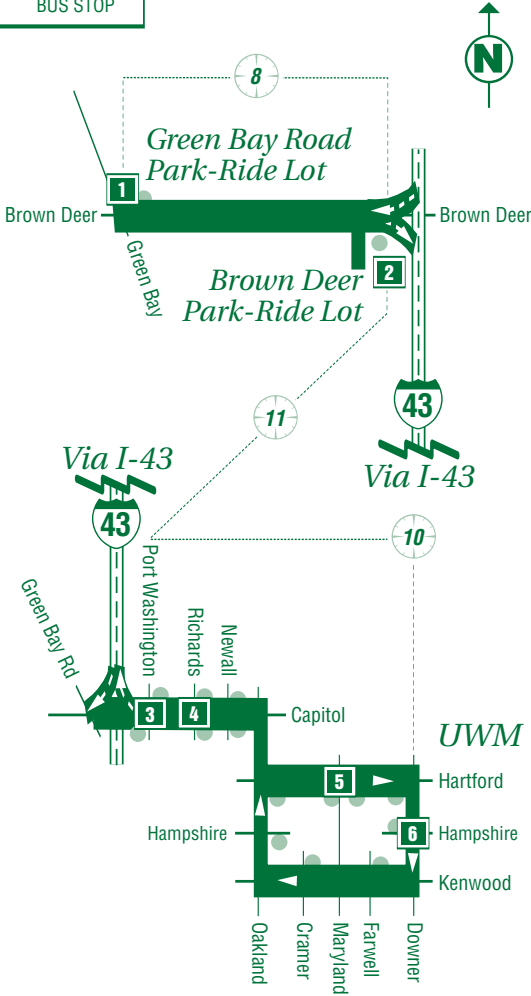 BUS STOP
N
8
Green Bay Road
Park-Ride Lot
1
Brown Deer
Brown Deer
Green Bay
2
Brown Deer
Park-Ride Lot
43
11
Via I-43
Via I-43
43
10
Port Washington
Richards
Newall
Green Bay Rd
3
4
Capitol
UWM
5
Hartford
Hampshire
6
Hampshire
Kenwood
Oakland
Cramer
Maryland
Farwell
Downer